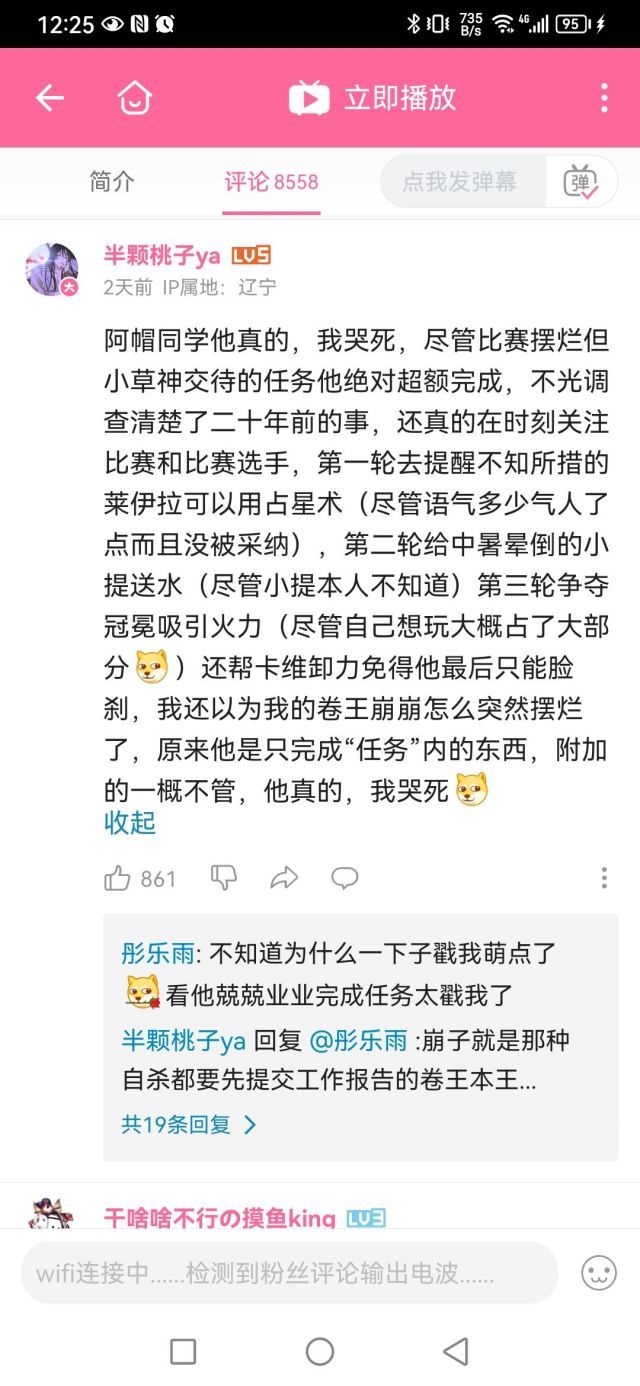 12:25
735 B/s
4G
95
立即播放
简介
评论 8558
点我发弹幕
弹
半颗桃子ya LV5
大
2天前 IP属地：辽宁
阿帽同学他真的，我哭死，尽管比赛摆烂但
小草神交待的任务他绝对超额完成，不光调
查清楚了二十年前的事，还真的在时刻关注
比赛和比赛选手，第一轮去提醒不知所措的
莱伊拉可以用占星术（尽管语气多少气人了
点而且没被采纳），第二轮给中暑晕倒的小
提送水（尽管小提本人不知道）第三轮争夺
冠冕吸引火力（尽管自己想玩大概占了大部
分）还帮卡维卸力免得他最后只能脸
刹，我还以为我的卷王崩崩怎么突然摆烂
了，原来他是只完成“任务”内的东西，附加
的一概不管，他真的，我哭死
收起
861
彤乐雨: 不知道为什么一下子戳我萌点了
看他兢兢业业完成任务太戳我了
半颗桃子ya 回复 @彤乐雨 :崩子就是那种
自杀都要先提交工作报告的卷王本王...
共19条回复
干啥啥不行の摸鱼king LV3
wifi连接中......检测到粉丝评论输出电波......